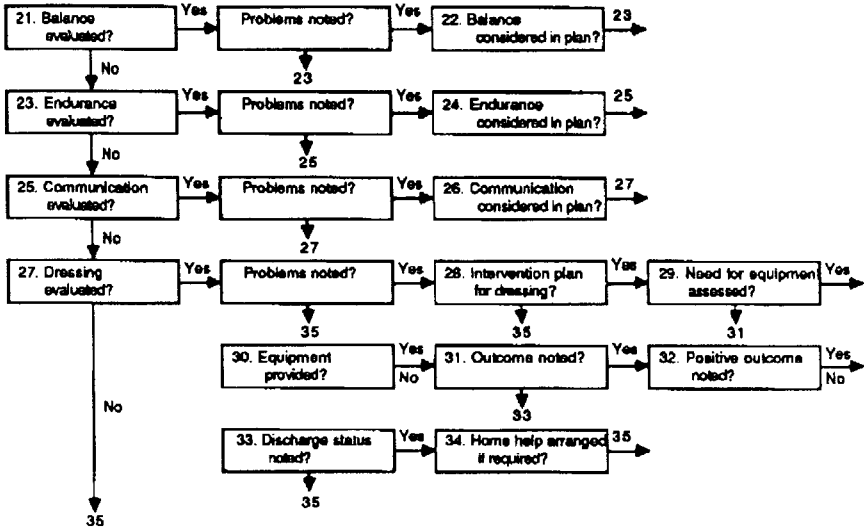 21. Balance
evaluated?
Yes
Problems noted?
Yes
22. Balance
considered in plan?
23
No
23
23. Endurance
evaluated?
Yes
Problems noted?
Yes
24. Endurance
considered in plan?
25
No
25
25. Communication
evaluated?
Yes
Problems noted?
Yes
26. Communication
considered in plan?
27
No
27
27. Dressing
evaluated?
Yes
Problems noted?
Yes
28. Intervention plan
for dressing?
Yes
29. Need for equipmen
assessed?
Yes
35
35
31
30. Equipment
provided?
Yes
No
31. Outcome noted?
Yes
32. Positive outcome
noted?
Yes
No
No
33
33. Discharge status
noted?
Yes
34. Home help arranged
if required?
35
35
35